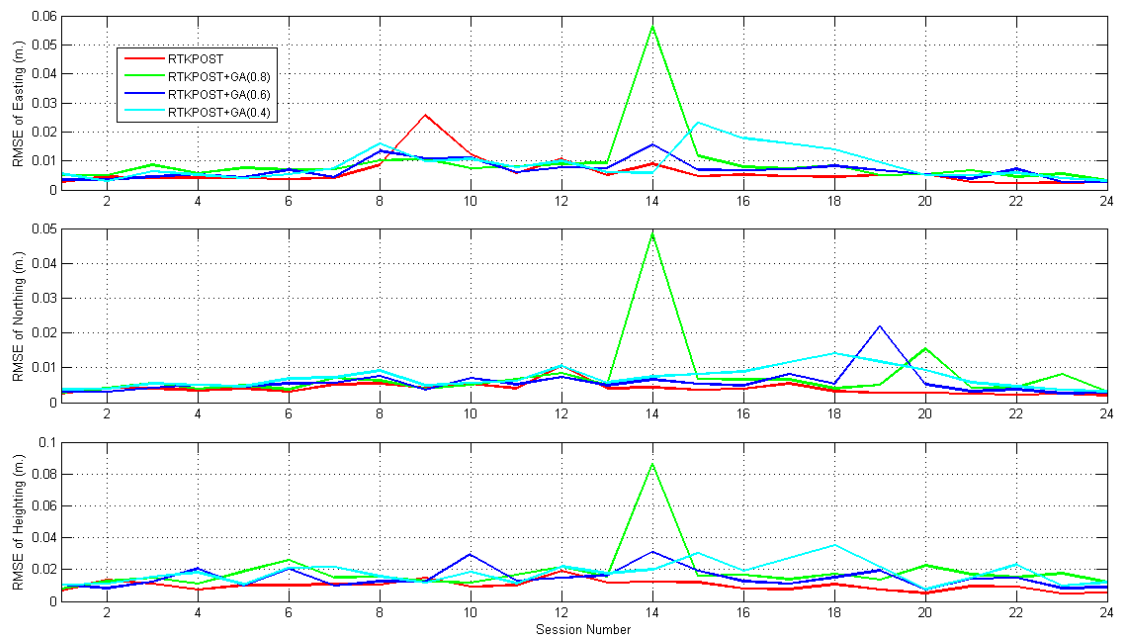 0.06
0.05
0.04
0.03
0.02
0.01
0
RMSE of Easting (m.)
RTKPOST
RTKPOST+GA(0.8)
RTKPOST+GA(0.6)
RTKPOST+GA(0.4)
2 4 6 8 10 12 14 16 18 20 22 24
0.05
0.04
0.03
0.02
0.01
0
RMSE of Northing (m.)
2 4 6 8 10 12 14 16 18 20 22 24
0.1
0.08
0.06
0.04
0.02
0
RMSE of Heighting (m.)
2 4 6 8 10 12 14 16 18 20 22 24
Session Number